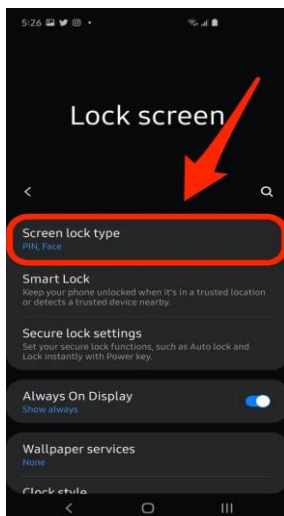 5:26
Lock screen
Screen lock type
PIN, Face
Smart Lock
Keep your phone unlocked when it's in a trusted location
or detects a trusted device nearby.
Secure lock settings
Set your secure lock functions, such as Auto lock and
Lock instantly with Power key.
Always On Display
Show always
Wallpaper services
None
Clock style